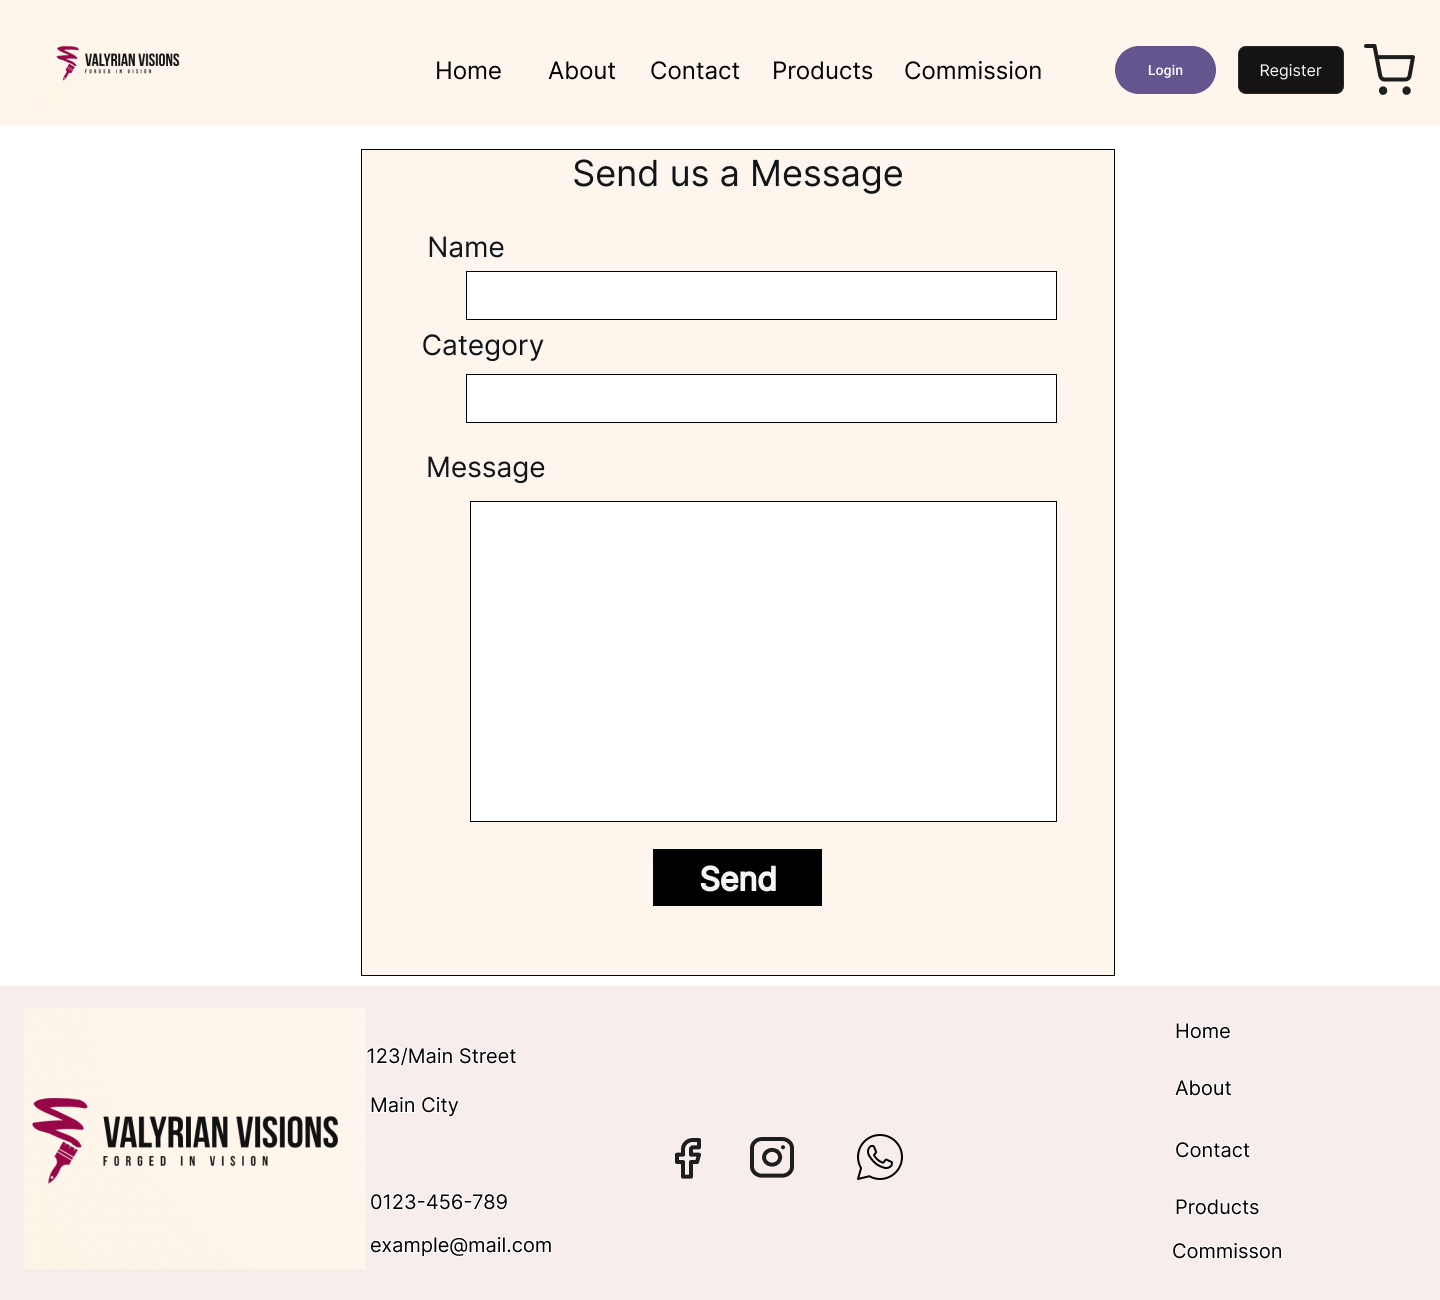 VALYRIAN VISIONS
FORGED IN VISION
Home About Contact Products Commission Login Register
Send us a Message
Name
Category
Message
Send
VALYRIAN VISIONS
FORGED IN VISION
123/Main Street
Main City
0123-456-789
example@mail.com
Home
About
Contact
Products
Commisson